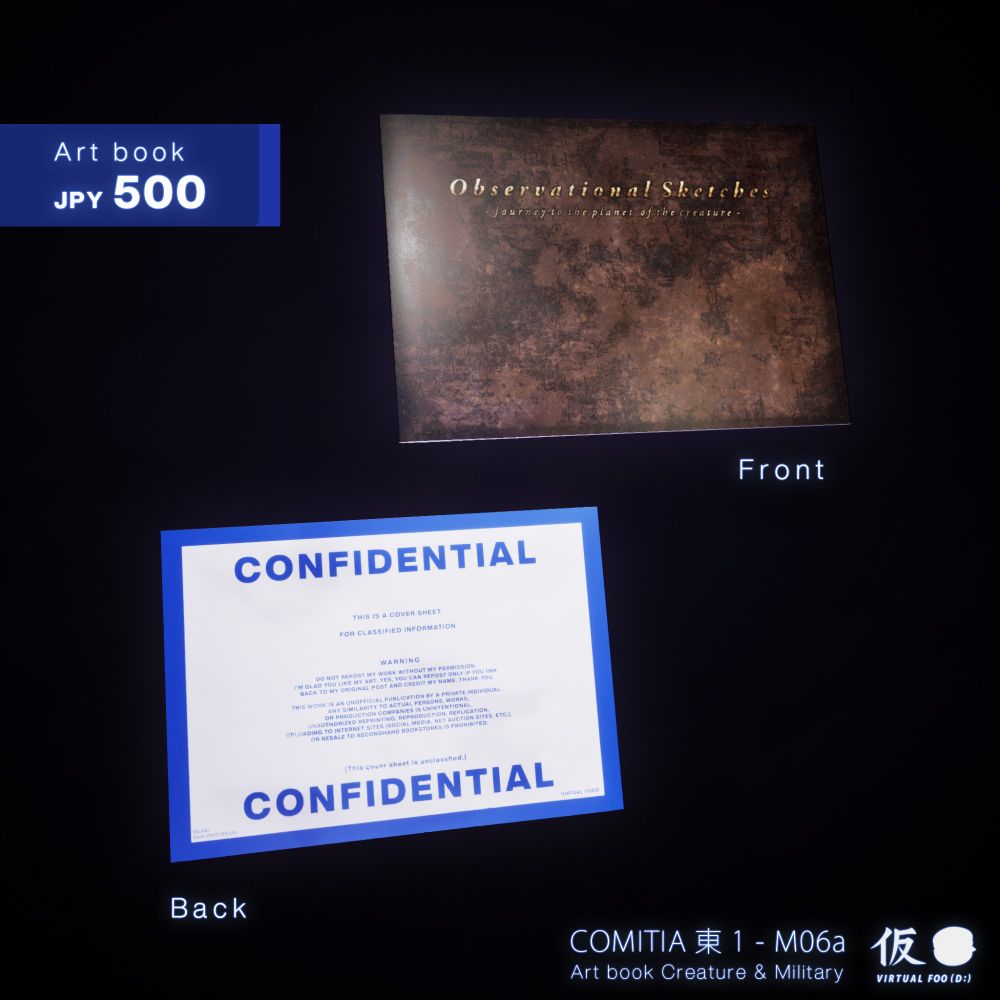 Art book
JPY 500
Observational Sketches
- Journey to the planet of the creature -
Front
CONFIDENTIAL
THIS IS A COVER SHEET
FOR CLASSIFIED INFORMATION
WARNING
DO NOT REPOST MY WORK WITHOUT MY PERMISSION.
I'M GLAD YOU LIKE MY ART. YES, YOU CAN REPOST ONLY IF YOU LINK
BACK TO MY ORIGINAL POST AND CREDIT MY NAME. THANK YOU.
THIS WORK IS AN UNOFFICIAL PUBLICATION BY A PRIVATE INDIVIDUAL.
ANY SIMILARITY TO ACTUAL PERSONS, WORKS,
OR PRODUCTION COMPANIES IS UNINTENTIONAL.
UNAUTHORIZED REPRINTING, REPRODUCTION, REPLICATION,
UPLOADING TO INTERNET SITES (SOCIAL MEDIA, NET AUCTION SITES, ETC.),
OR RESALE TO SECONDHAND BOOKSTORES IS PROHIBITED.
(This cover sheet is unclassified.)
CONFIDENTIAL
VIRTUAL FOOD
Back
COMITIA 東 1 - M06a
Art book Creature & Military
仮
VIRTUAL FOO(D:)